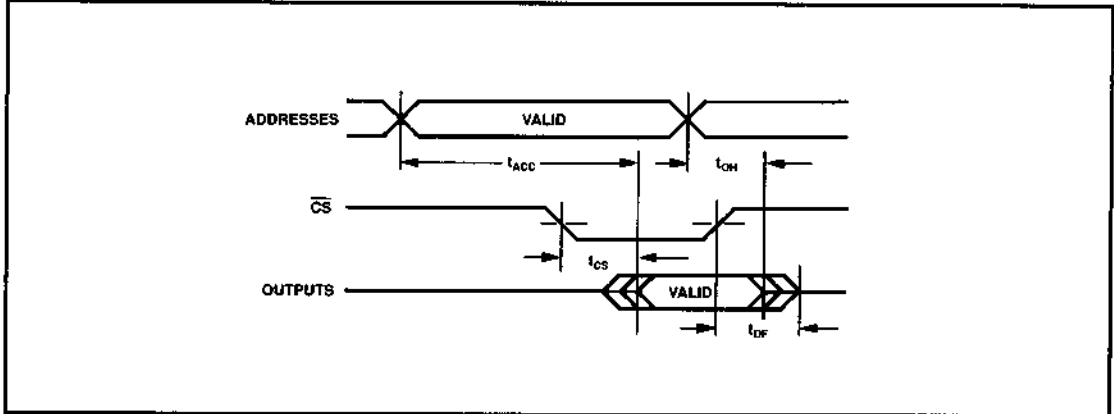 ADDRESSES VALID
tACC tOH
CS
tCS
OUTPUTS VALID
tDF